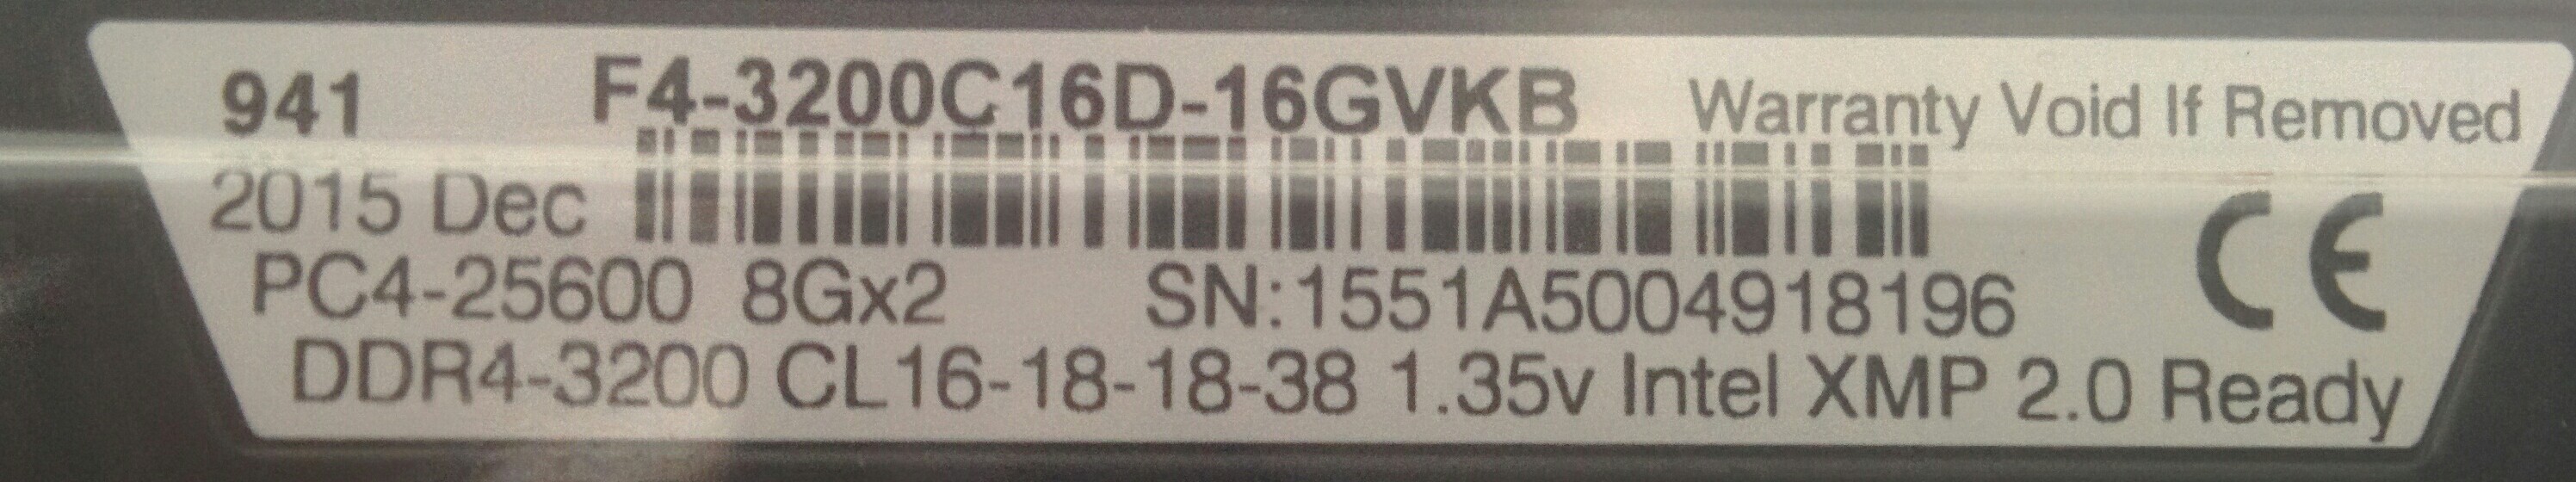 941 F4-3200C16D-16GVKB Warranty Void If Removed
2015 Dec
PC4-25600 8Gx2 SN:1551A5004918196
DDR4-3200 CL16-18-18-38 1.35v Intel XMP 2.0 Ready
CE